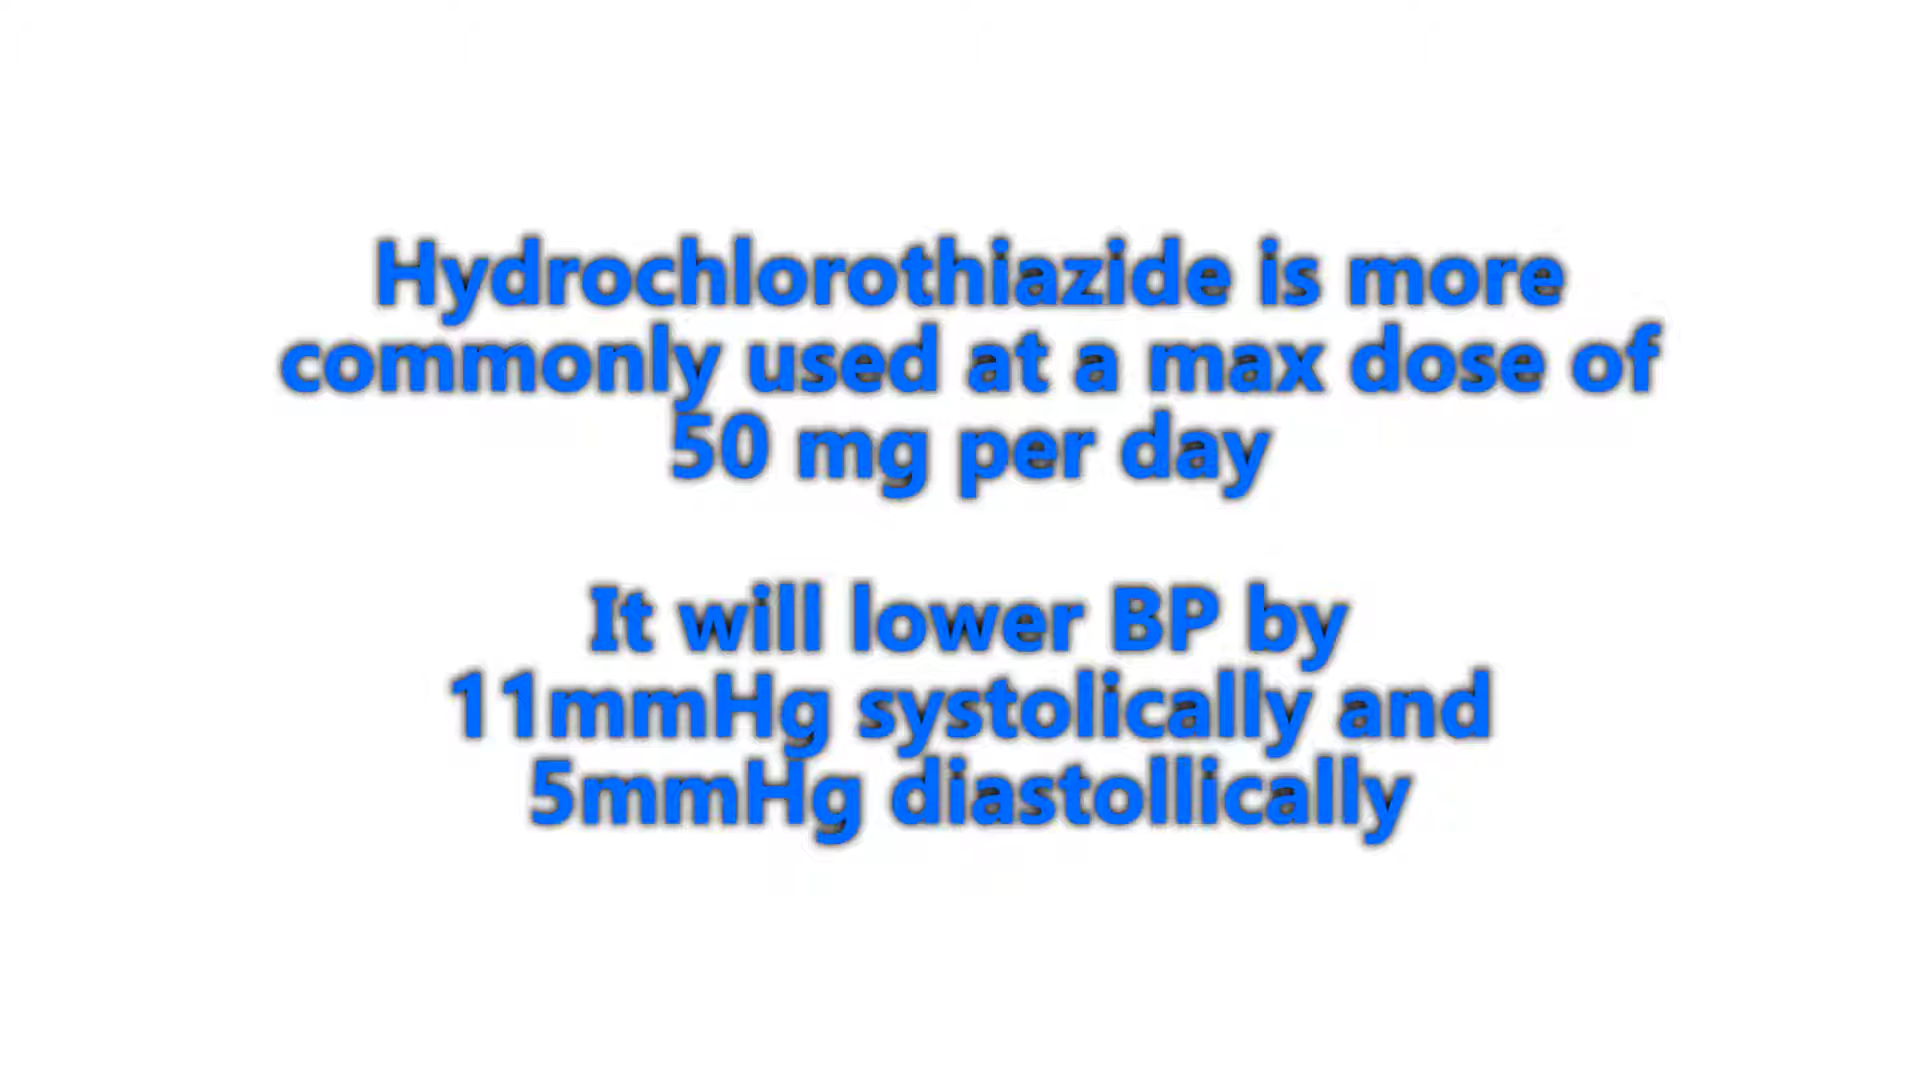 Hydrochlorothiazide is more
commonly used at a max dose of
50 mg per day
It will lower BP by
11mmHg systolically and
5mmHg diastollically